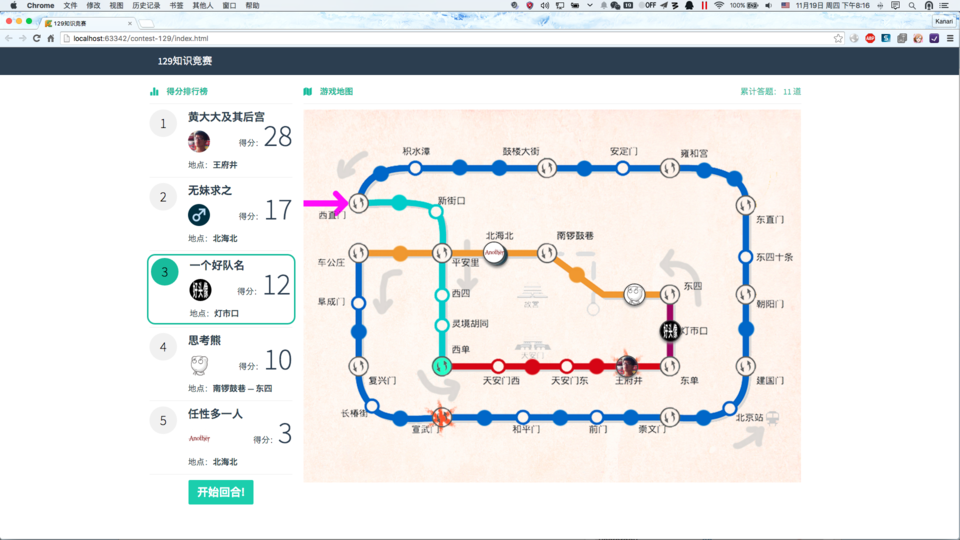 Chrome 文件 修改 视图 历史记录 书签 其他人 窗口 帮助
OFF 100% 11月19日 周四 下午8:16
129知识竞赛
Kanari
localhost:63342/contest-129/index.html
129知识竞赛
得分排行榜
游戏地图
累计答题: 11 道
1
黄大大及其后宫
得分: 28
地点: 王府井
2
无妹求之
得分: 17
地点: 北海北
3
一个好队名
好头像
得分: 12
地点: 灯市口
4
思考熊
得分: 10
地点: 南锣鼓巷 -- 东四
5
任性多一人
Another
得分: 3
地点: 北海北
开始回合!
积水潭
鼓楼大街
安定门
雍和宫
西直门
新街口
东直门
北海北
南锣鼓巷
Another
车公庄
平安里
东四十条
阜成门
西四
东四
朝阳门
故宫
灵境胡同
好头像
灯市口
天安门
西单
复兴门
天安门西
天安门东
王府井
东单
建国门
长椿街
宣武门
和平门
前门
崇文门
北京站